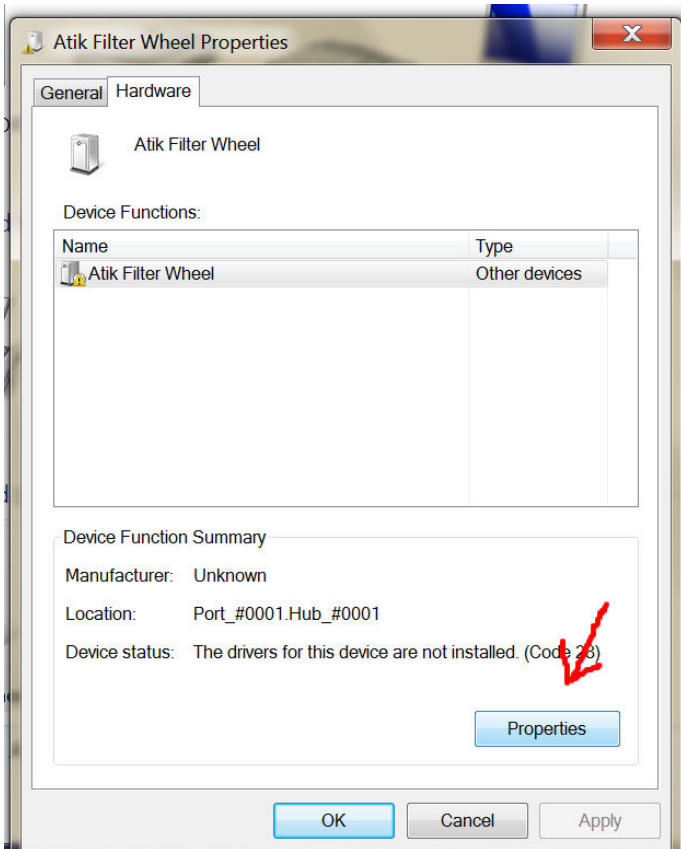 Atik Filter Wheel Properties
General Hardware
Atik Filter Wheel
Device Functions:
Name Type
Atik Filter Wheel Other devices
Device Function Summary
Manufacturer: Unknown
Location: Port_#0001.Hub_#0001
Device status: The drivers for this device are not installed. (Code 28)
Properties
OK Cancel Apply